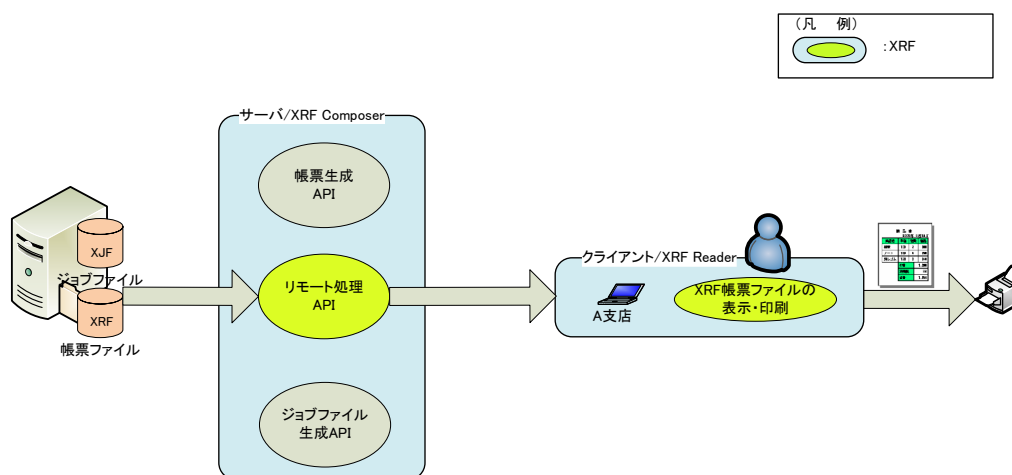 (凡 例)
:XRF
サーバ/XRF Composer
帳票生成
API
XJF
ジョブファイル
XRF
帳票ファイル
リモート処理
API
ジョブファイル
生成API
クライアント/XRF Reader
A支店
XRF帳票ファイルの
表示・印刷